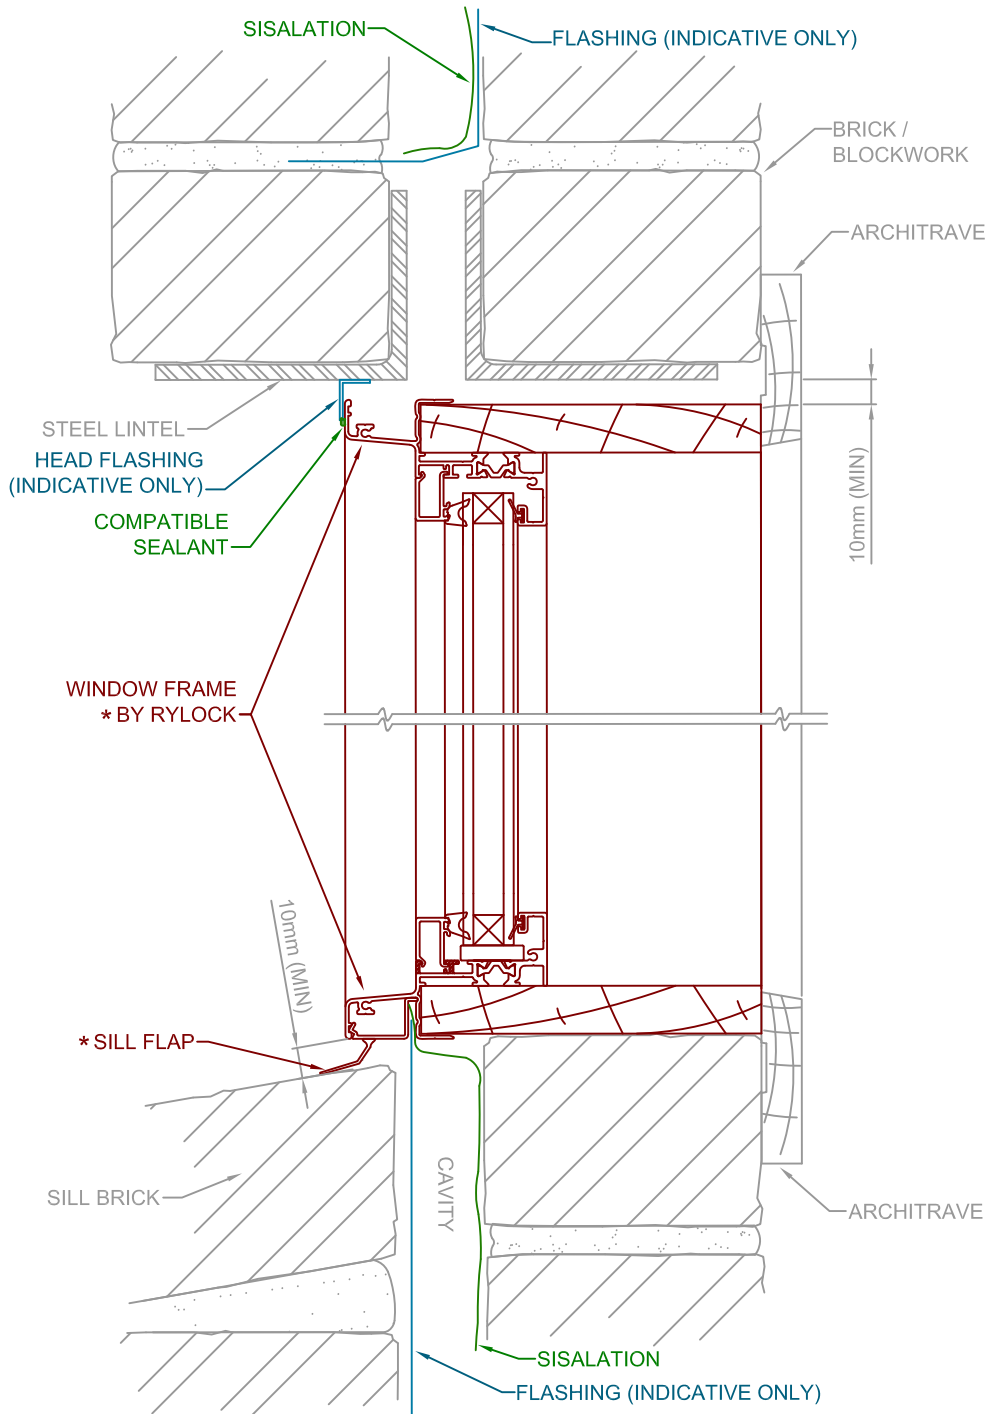 SISALATION
FLASHING (INDICATIVE ONLY)
BRICK /
BLOCKWORK
ARCHITRAVE
STEEL LINTEL
HEAD FLASHING
(INDICATIVE ONLY)
COMPATIBLE
SEALANT
10mm (MIN)
WINDOW FRAME
* BY RYLOCK
10mm (MIN)
* SILL FLAP
CAVITY
SILL BRICK
ARCHITRAVE
SISALATION
FLASHING (INDICATIVE ONLY)